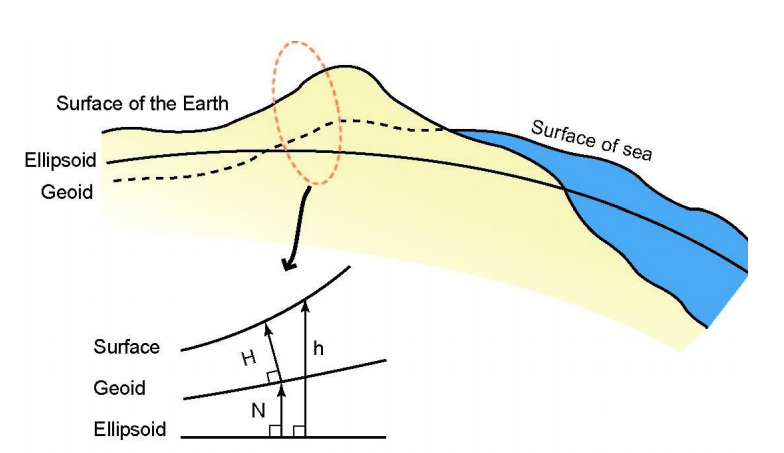 Surface of the Earth
Surface of sea
Ellipsoid
Geoid
Surface
H
h
Geoid
N
Ellipsoid